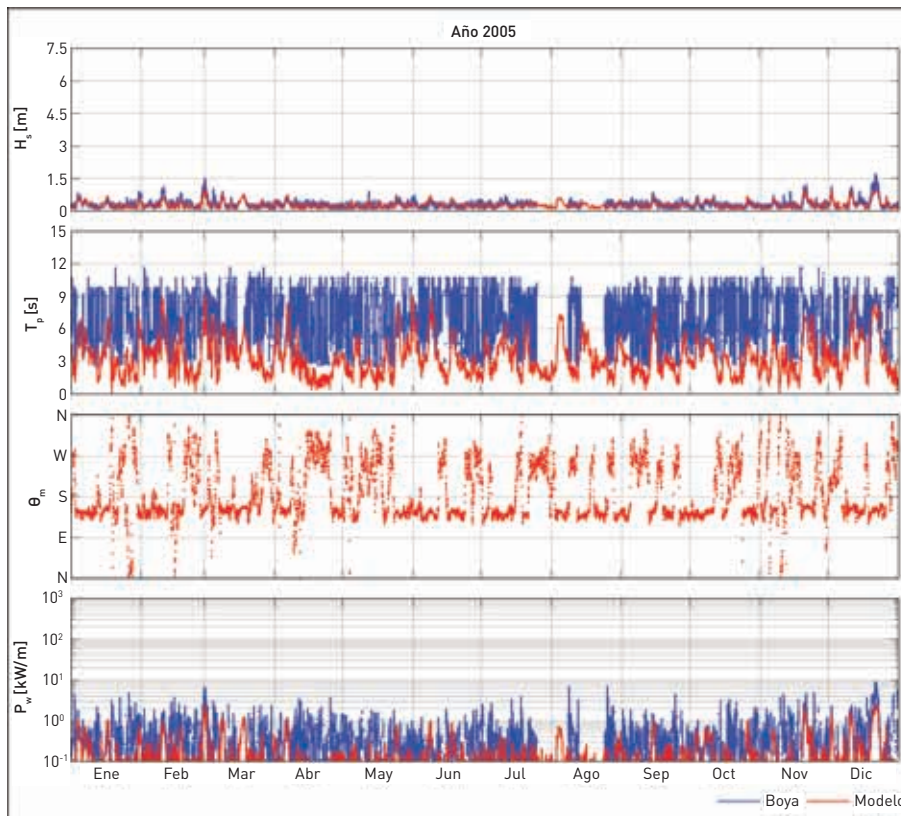 Año 2005
H_s [m]
7.5
6
4.5
3
1.5
0
T_p [s]
15
12
9
6
3
0
θ_m
N
W
S
E
N
P_w [kW/m]
10^3
10^2
10^1
10^0
10^-1
Ene Feb Mar Abr May Jun Jul Ago Sep Oct Nov Dic
Boya Modelo